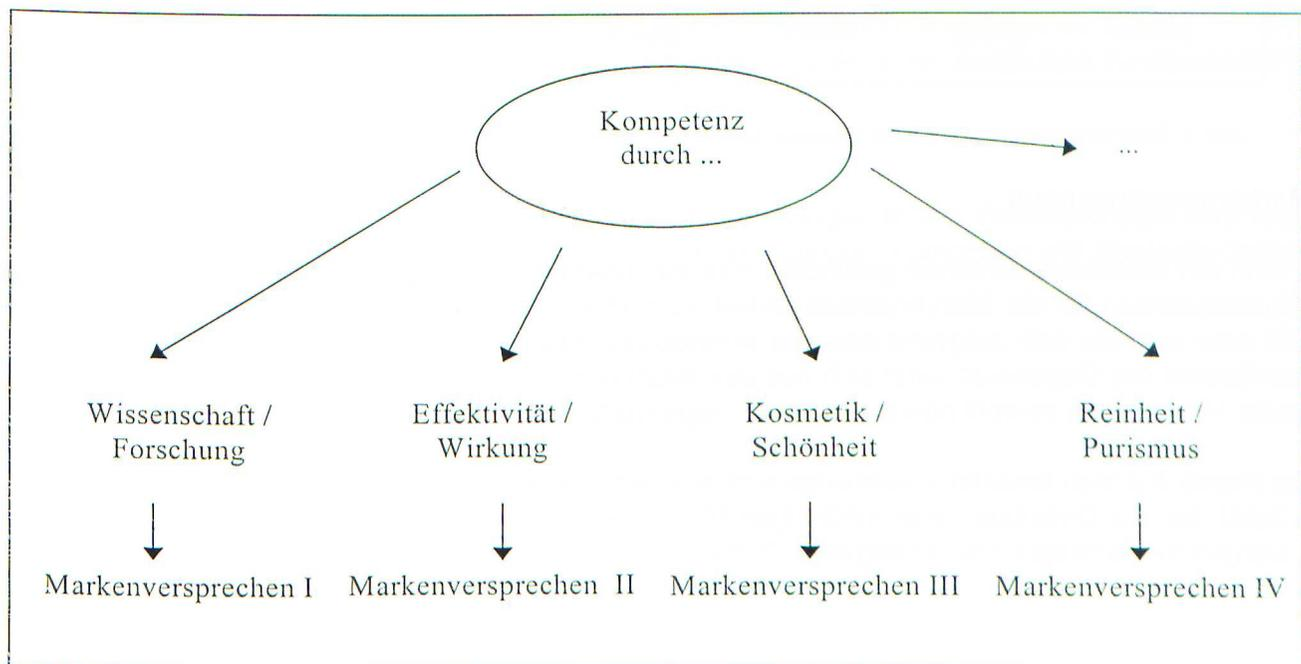 Kompetenz
durch ...
...
Wissenschaft /
Forschung
Effektivität /
Wirkung
Kosmetik /
Schönheit
Reinheit /
Purismus
Markenversprechen I
Markenversprechen II
Markenversprechen III
Markenversprechen IV